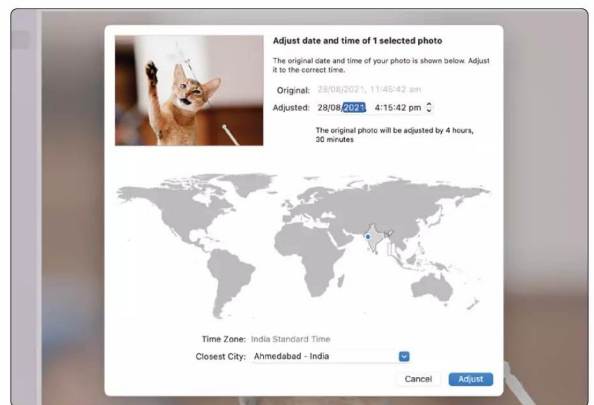 Adjust date and time of 1 selected photo
The original date and time of your photo is shown below. Adjust
it to the correct time.
Original: 28/08/2021, 11:45:42 am
Adjusted: 28/08/2021, 4:15:42 pm
The original photo will be adjusted by 4 hours,
30 minutes
Time Zone: India Standard Time
Closest City: Ahmedabad - India
Cancel Adjust